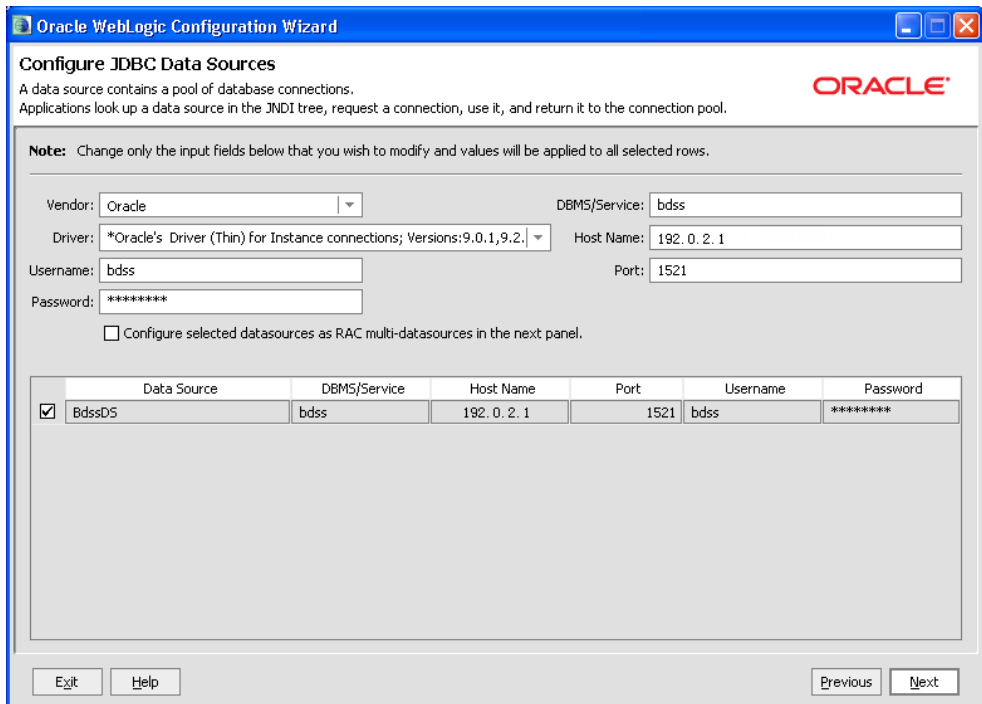 Oracle WebLogic Configuration Wizard
Configure JDBC Data Sources
A data source contains a pool of database connections.
Applications look up a data source in the JNDI tree, request a connection, use it, and return it to the connection pool.
ORACLE
Note: Change only the input fields below that you wish to modify and values will be applied to all selected rows.
Vendor: Oracle
DBMS/Service: bdss
Driver: *Oracle's Driver (Thin) for Instance connections; Versions:9.0.1,9.2.
Host Name: 192.0.2.1
Username: bdss
Port: 1521
Password: ********
Configure selected datasources as RAC multi-datasources in the next panel.
Data Source DBMS/Service Host Name Port Username Password
BdssDS bdss 192.0.2.1 1521 bdss ********
Exit Help Previous Next